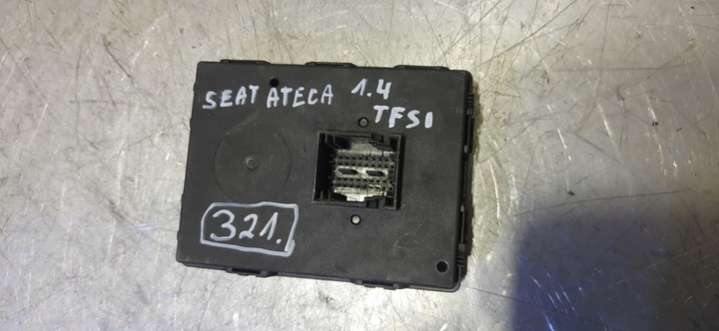 SEAT ATECA 1.4
TFSI
321.